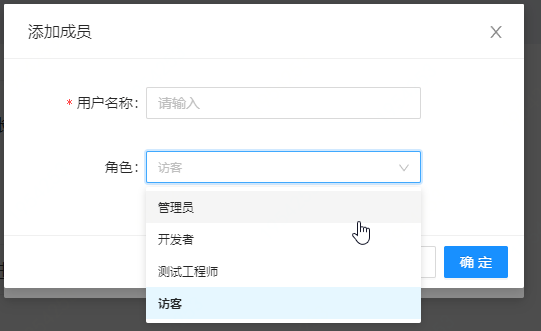 添加成员
* 用户名称: 请输入
角色: 访客
管理员
开发者
测试工程师
访客
确 定